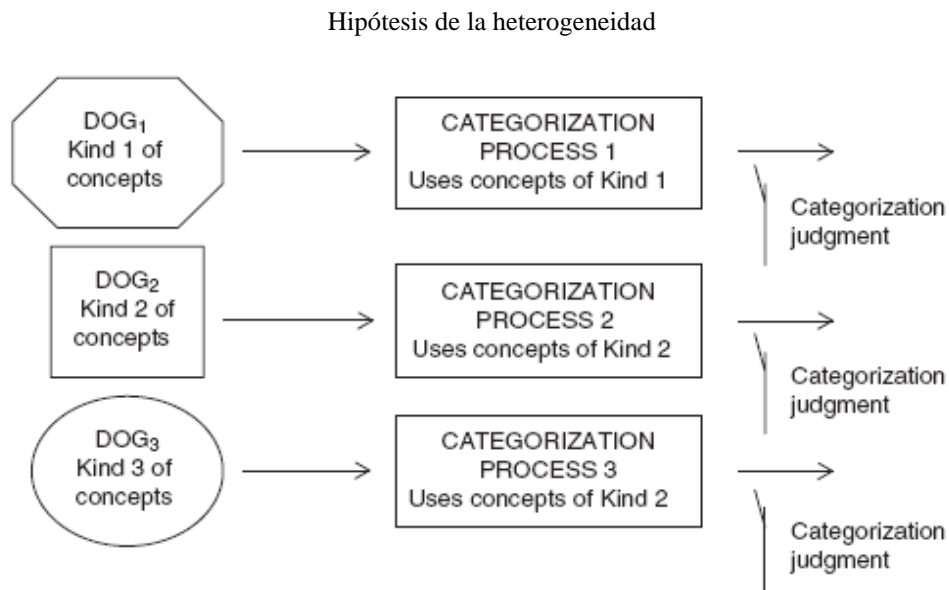 Hipótesis de la heterogeneidad
DOG₁
Kind 1 of
concepts
CATEGORIZATION
PROCESS 1
Uses concepts of Kind 1
Categorization
judgment
DOG₂
Kind 2 of
concepts
CATEGORIZATION
PROCESS 2
Uses concepts of Kind 2
Categorization
judgment
DOG₃
Kind 3 of
concepts
CATEGORIZATION
PROCESS 3
Uses concepts of Kind 2
Categorization
judgment